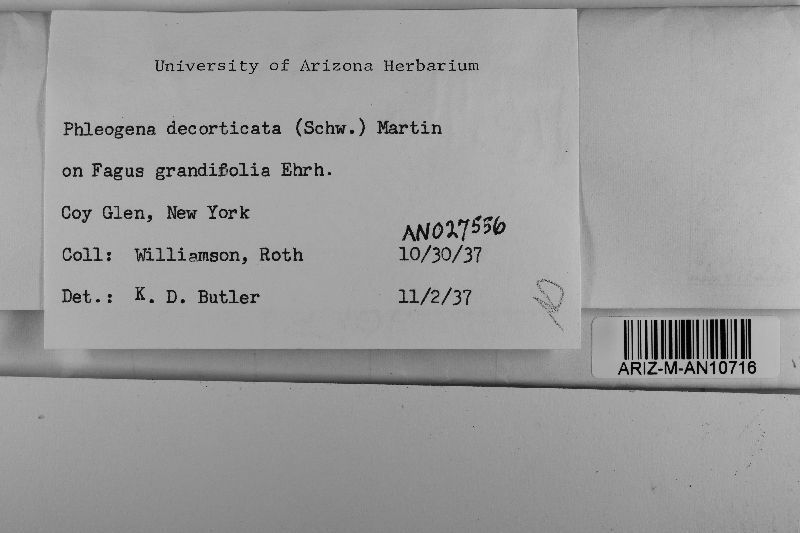 University of Arizona Herbarium
Phleogena decorticata (Schw.) Martin
on Fagus grandifolia Ehrh.
Coy Glen, New York
AN027556
Coll: Williamson, Roth 10/30/37
Det.: K. D. Butler 11/2/37
ARIZ-M-AN10716